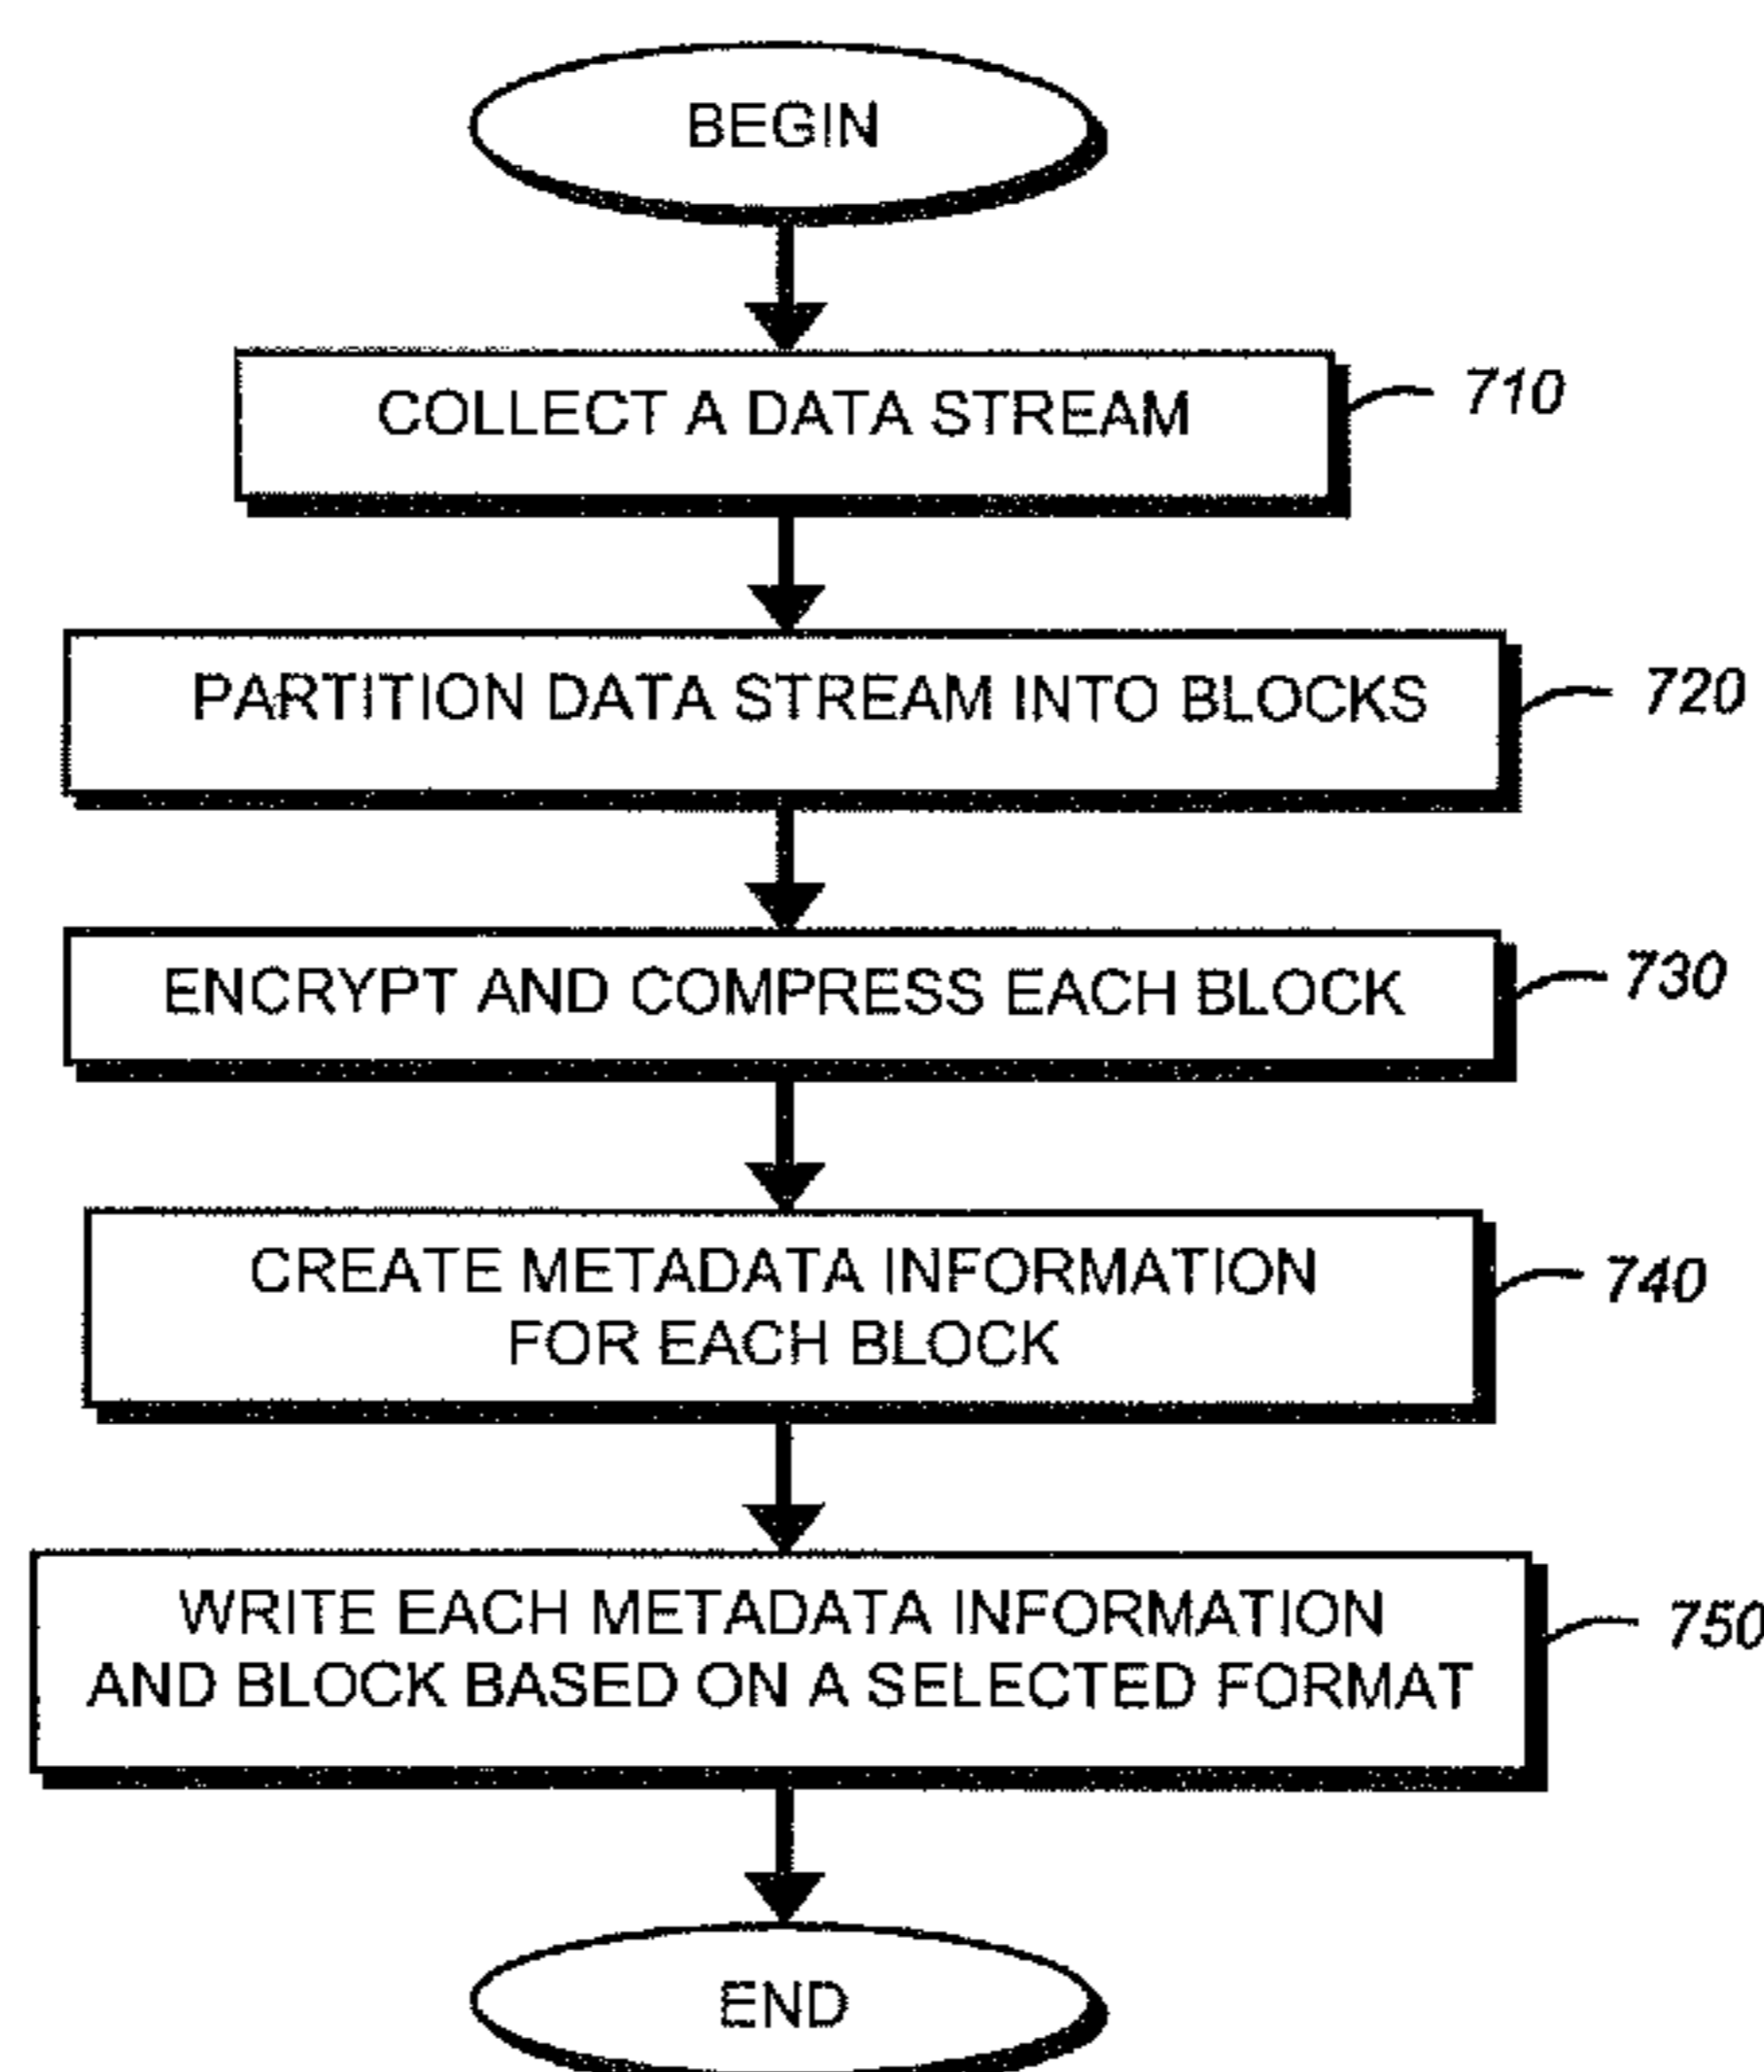 BEGIN
COLLECT A DATA STREAM
710
PARTITION DATA STREAM INTO BLOCKS
720
ENCRYPT AND COMPRESS EACH BLOCK
730
CREATE METADATA INFORMATION
FOR EACH BLOCK
740
WRITE EACH METADATA INFORMATION
AND BLOCK BASED ON A SELECTED FORMAT
750
END